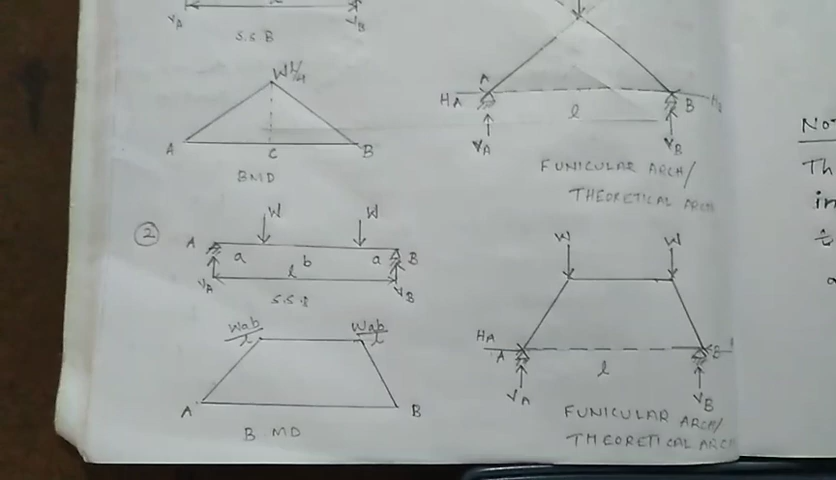 l
VA
VB
S.S.B
WL/4
A
C
B
BMD
l
A
HA
B
l
VA
VB
FUNICULAR ARCH/
THEORETICAL ARCH
No
Th
in
2
W
W
A
a
b
a
B
l
VA
VB
S.S.B
Wab/l
Wab/l
A
B
BMD
W
W
HA
A
B
l
VA
VB
FUNICULAR ARCH/
THEORETICAL ARCH